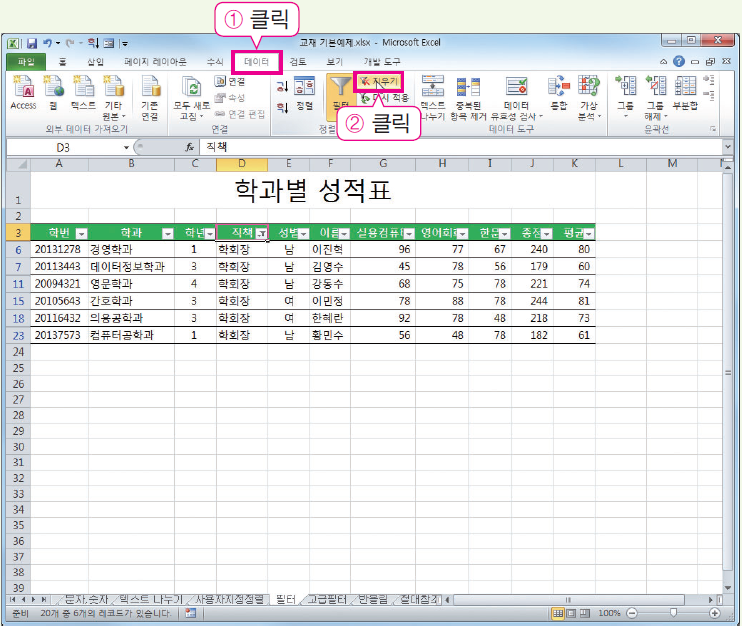 ① 클릭
교재 기본예제.xlsx - Microsoft Excel
파일 홈 삽입 페이지 레이아웃 수식 데이터 검토 보기 개발 도구
Access 웹 텍스트 기타 원본 기존 연결 모두 새로 고침 연결 속성 연결 편집 정렬 필터 지우기 다시 적용 텍스트 나누기 중복된 항목 제거 데이터 유효성 검사 통합 가상 분석 그룹 그룹 해제 부분합
② 클릭
외부 데이터 가져오기 연결 정렬 데이터 도구 윤곽선
D3 fx 직책
A B C D E F G H I J K L M
1 학과별 성적표
2
3 학번 학과 학년 직책 성별 이름 실용컴퓨 영어회화 한문 총점 평균
6 20131278 경영학과 1 학회장 남 이진혁 96 77 67 240 80
7 20113443 데이터정보학과 3 학회장 남 김영수 45 78 56 179 60
11 20094321 영문학과 4 학회장 남 강동수 68 75 78 221 74
15 20105643 간호학과 3 학회장 여 이민정 78 88 78 244 81
18 20116432 의용공학과 3 학회장 여 한혜란 92 78 48 218 73
23 20137573 컴퓨터공학과 1 학회장 남 황민수 56 48 78 182 61
24
25
26
27
28
29
30
31
32
33
34
35
36
37
38
39
문자,숫자 텍스트 나누기 사용자지정정렬 필터 고급필터 반올림 절대참조
준비 20개 중 6개의 레코드가 있습니다. 100%